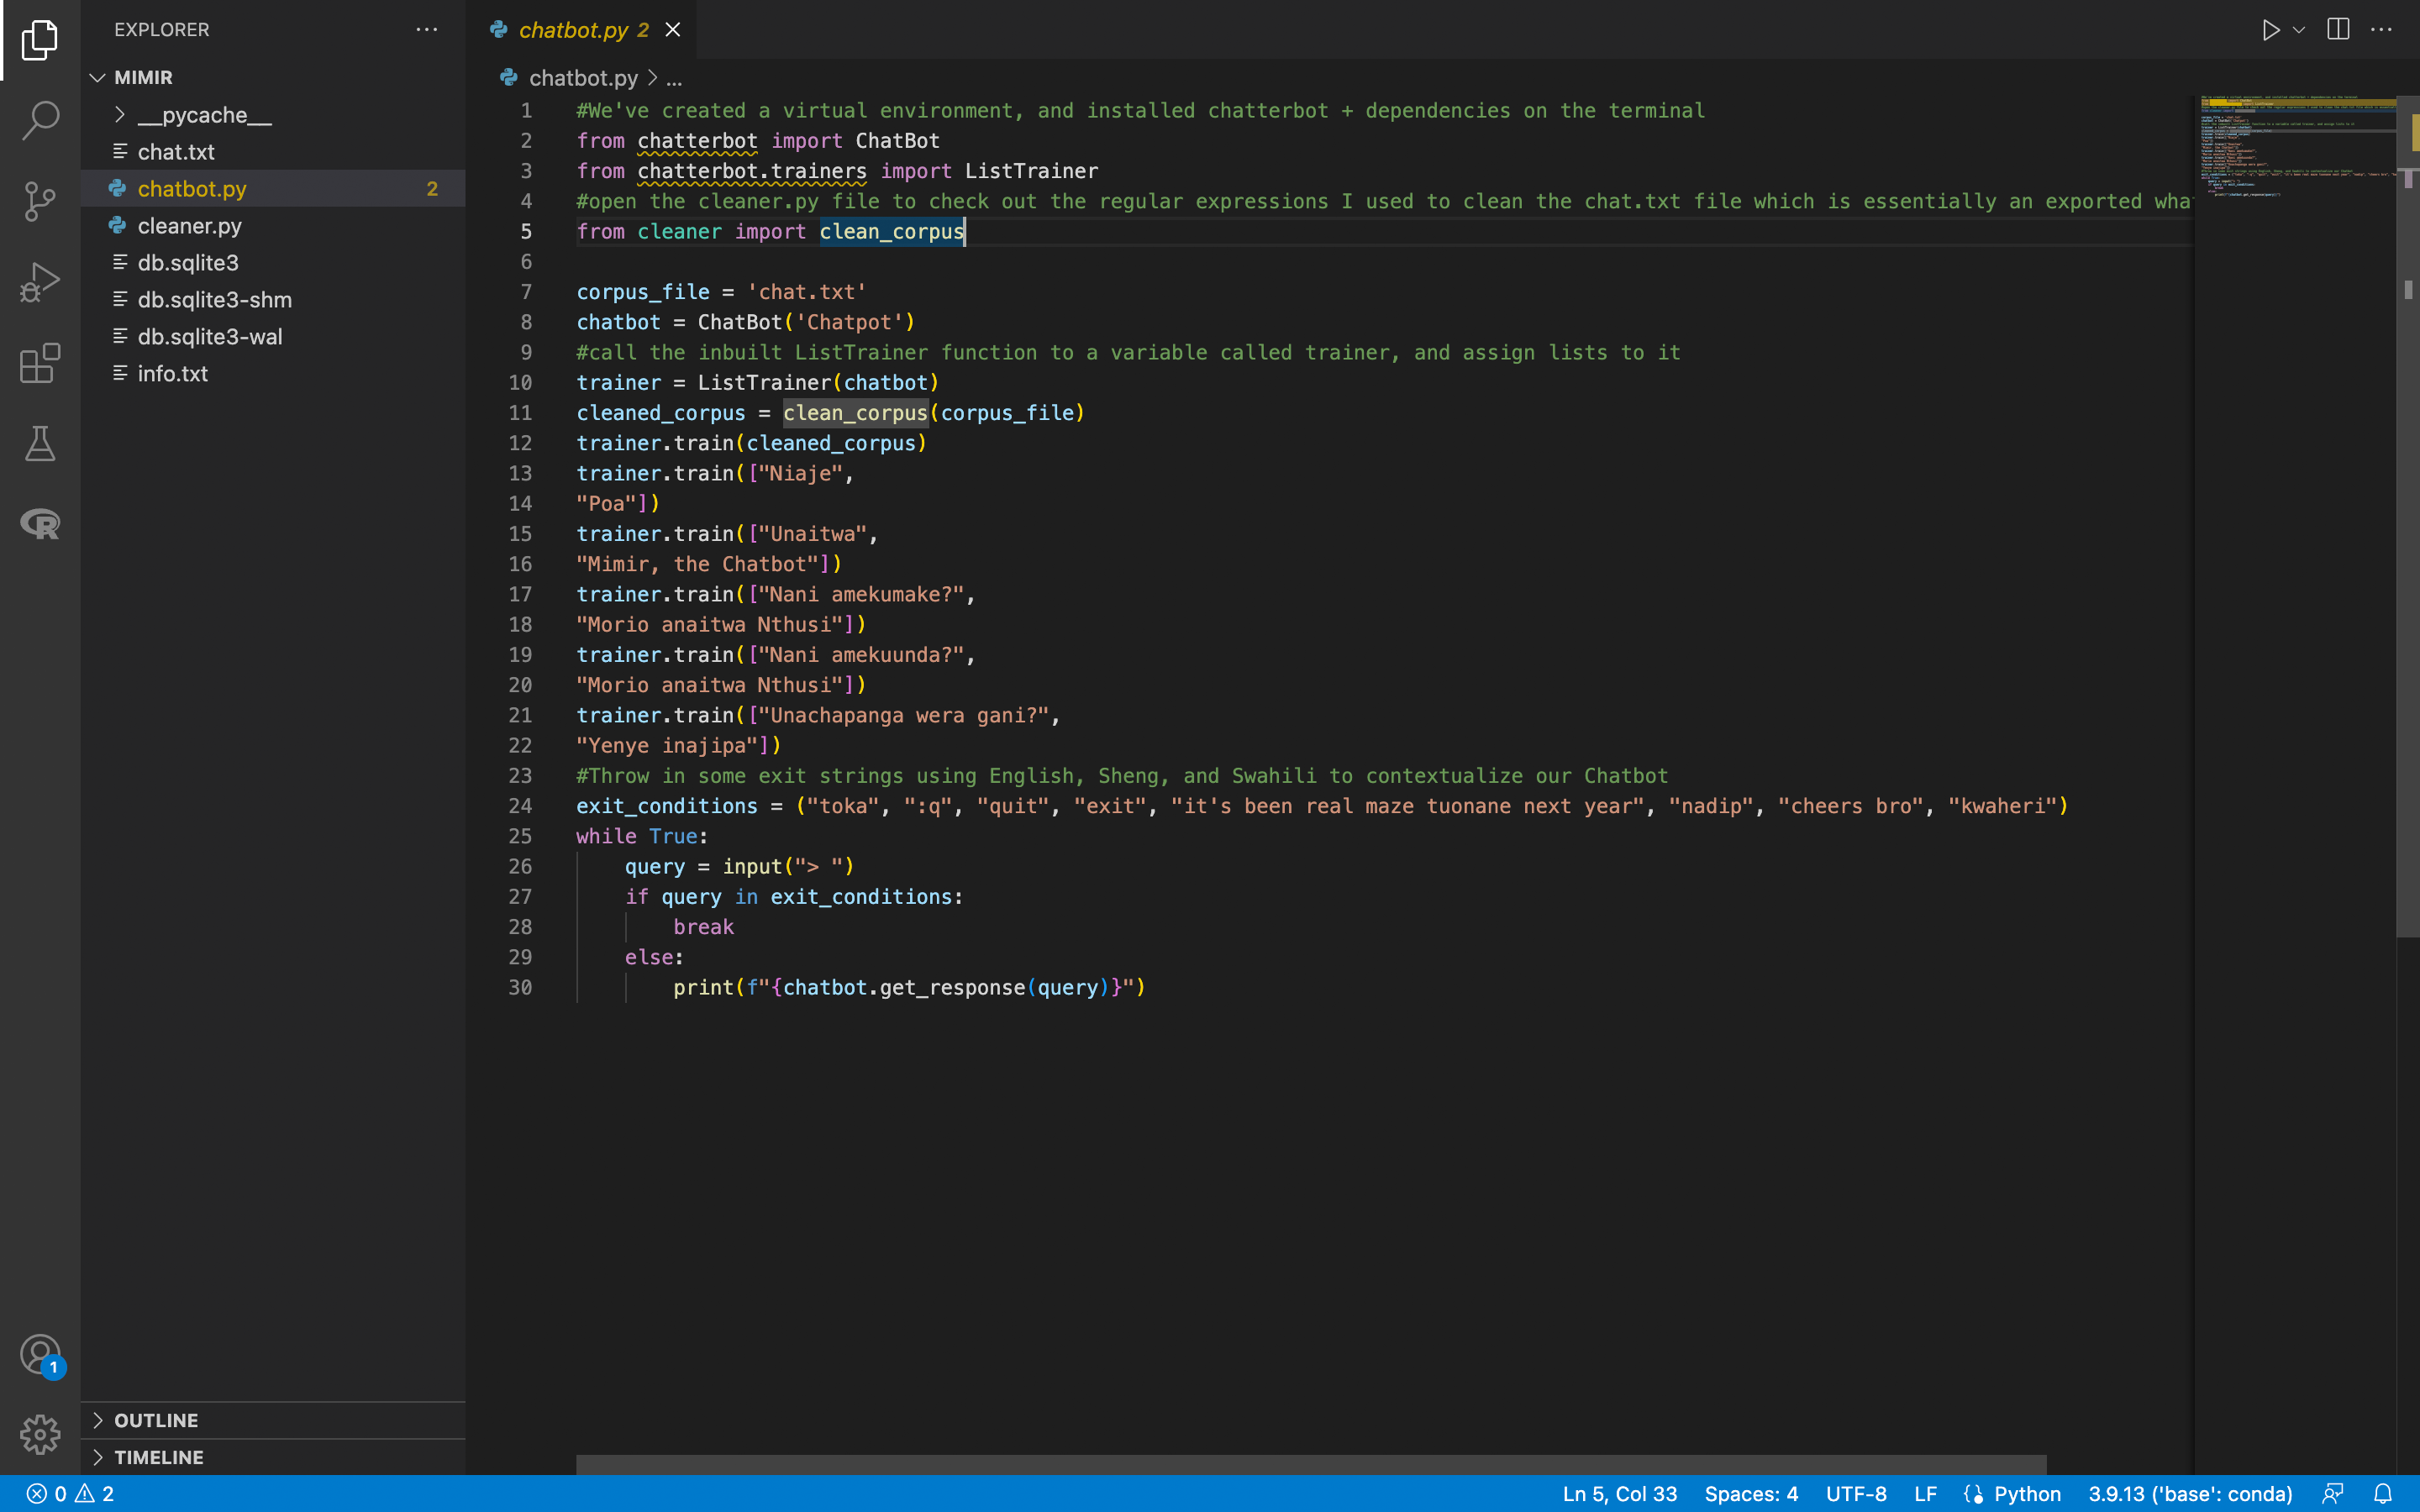 EXPLORER
MIMIR
__pycache__
chat.txt
chatbot.py 2
cleaner.py
db.sqlite3
db.sqlite3-shm
db.sqlite3-wal
info.txt
OUTLINE
TIMELINE
chatbot.py 2
chatbot.py > ...
1 #We've created a virtual environment, and installed chatterbot + dependencies on the terminal
2 from chatterbot import ChatBot
3 from chatterbot.trainers import ListTrainer
4 #open the cleaner.py file to check out the regular expressions I used to clean the chat.txt file which is essentially an exported
5 from cleaner import clean_corpus
6
7 corpus_file = 'chat.txt'
8 chatbot = ChatBot('Chatpot')
9 #call the inbuilt ListTrainer function to a variable called trainer, and assign lists to it
10 trainer = ListTrainer(chatbot)
11 cleaned_corpus = clean_corpus(corpus_file)
12 trainer.train(cleaned_corpus)
13 trainer.train(["Niaje",
14 "Poa"])
15 trainer.train(["Unaitwa",
16 "Mimir, the Chatbot"])
17 trainer.train(["Nani amekumake?",
18 "Morio anaitwa Nthusi"])
19 trainer.train(["Nani amekuunda?",
20 "Morio anaitwa Nthusi"])
21 trainer.train(["Unachapanga wera gani?",
22 "Yenye inajipa"])
23 #Throw in some exit strings using English, Sheng, and Swahili to contextualize our Chatbot
24 exit_conditions = ("toka", ":q", "quit", "exit", "it's been real maze tuonane next year", "nadip", "cheers bro", "kwaheri")
25 while True:
26     query = input("> ")
27     if query in exit_conditions:
28         break
29     else:
30         print(f"{chatbot.get_response(query)}")
1
0 2
Ln 5, Col 33 Spaces: 4 UTF-8 LF Python 3.9.13 ('base': conda)